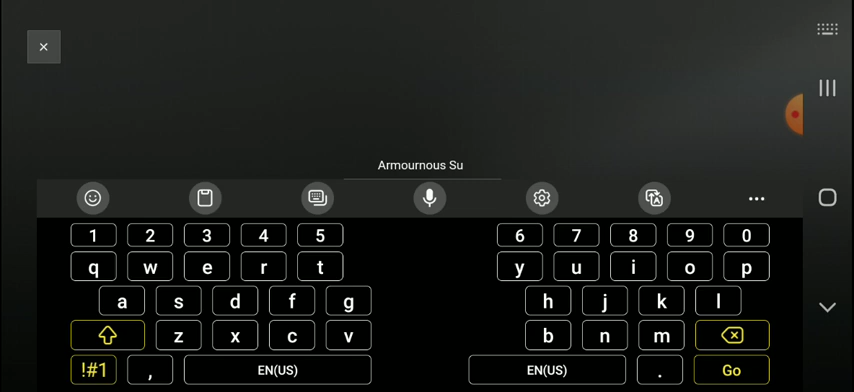 Armournous Su
1 2 3 4 5 6 7 8 9 0
q w e r t y u i o p
a s d f g h j k l
z x c v b n m
!#1 , EN(US) EN(US) . Go